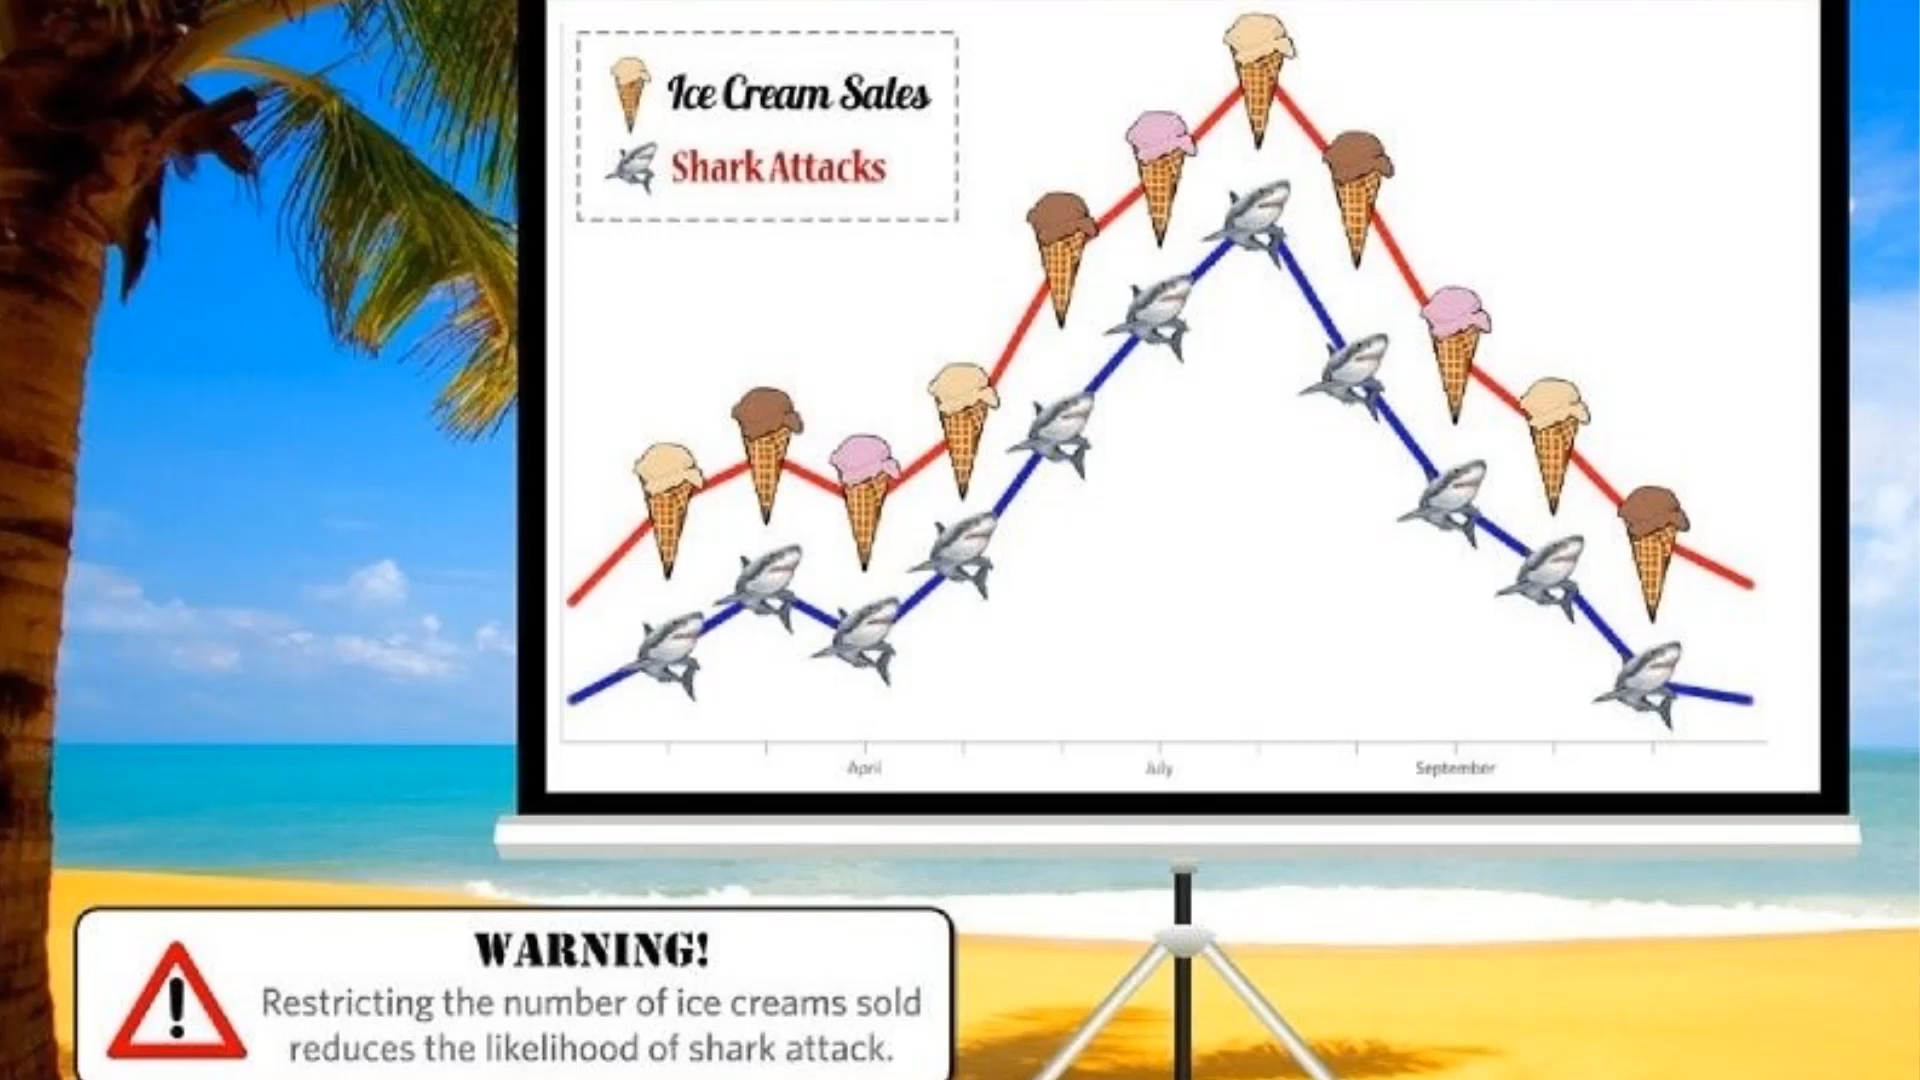 Ice Cream Sales
Shark Attacks
April
July
September
WARNING!
Restricting the number of ice creams sold
reduces the likelihood of shark attack.